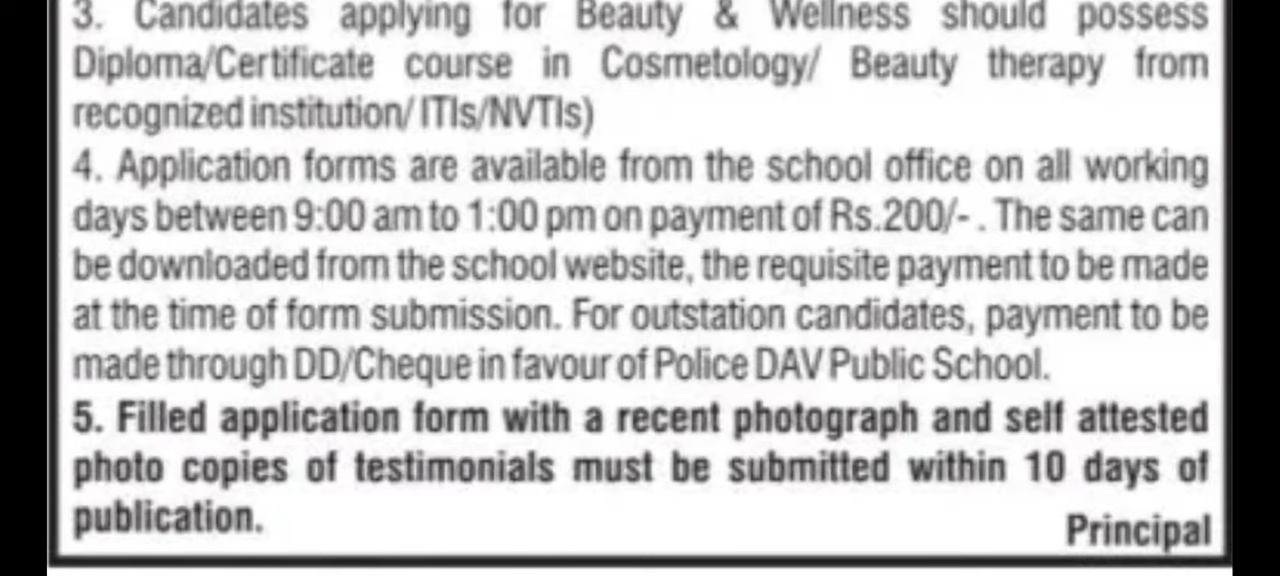 3. Candidates applying for Beauty & Wellness should possess
Diploma/Certificate course in Cosmetology/ Beauty therapy from
recognized institution/ ITIs/NVTIs)
4. Application forms are available from the school office on all working
days between 9:00 am to 1:00 pm on payment of Rs.200/- . The same can
be downloaded from the school website, the requisite payment to be made
at the time of form submission. For outstation candidates, payment to be
made through DD/Cheque in favour of Police DAV Public School.
5. Filled application form with a recent photograph and self attested
photo copies of testimonials must be submitted within 10 days of
publication.
Principal